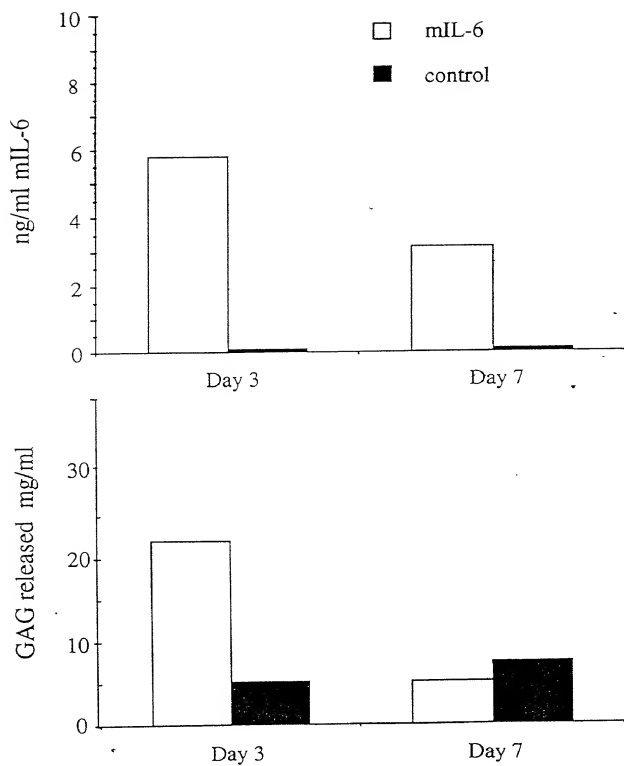 10
8
6
4
2
0
ng/ml mIL-6
mIL-6
control
Day 3
Day 7
30
20
10
0
GAG released mg/ml
Day 3
Day 7